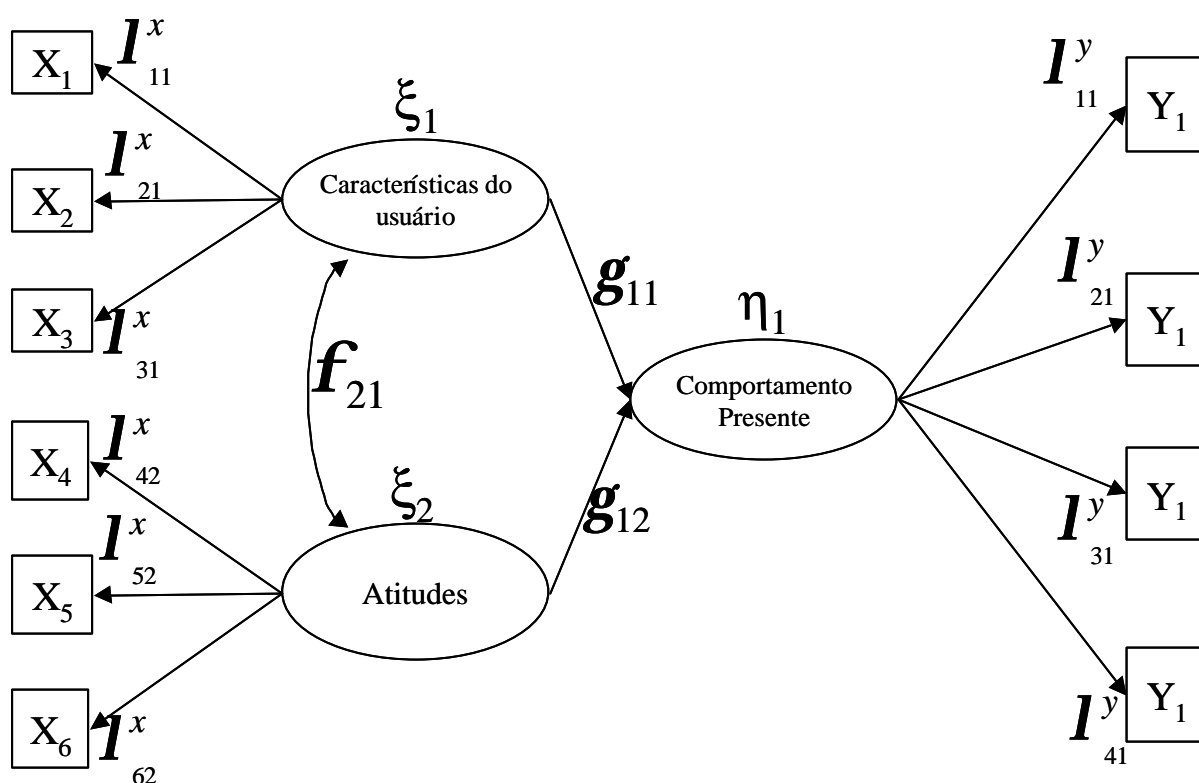 X1
l x 11
ξ1
Características do
usuário
l x 21
X2
X3
l x 31
g11
f21
η1
Comportamento
Presente
l y 11
Y1
l y 21
Y1
Y1
l y 31
Y1
l y 41
X4
l x 42
ξ2
g12
Atitudes
l x 52
X5
X6
l x 62